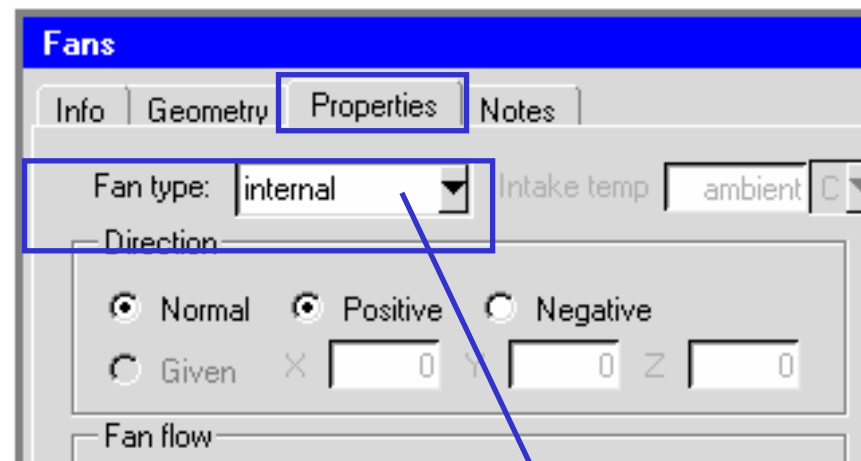 Fans
Info Geometry Properties Notes
Fan type: internal Intake temp ambient C
Direction
Normal Positive Negative
Given X 0 Y 0 Z 0
Fan flow